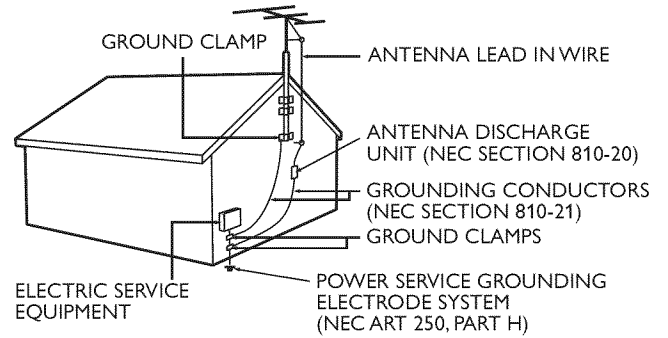 GROUND CLAMP
ANTENNA LEAD IN WIRE
ANTENNA DISCHARGE
UNIT (NEC SECTION 810-20)
GROUNDING CONDUCTORS
(NEC SECTION 810-21)
GROUND CLAMPS
ELECTRIC SERVICE
EQUIPMENT
POWER SERVICE GROUNDING
ELECTRODE SYSTEM
(NEC ART 250, PART H)